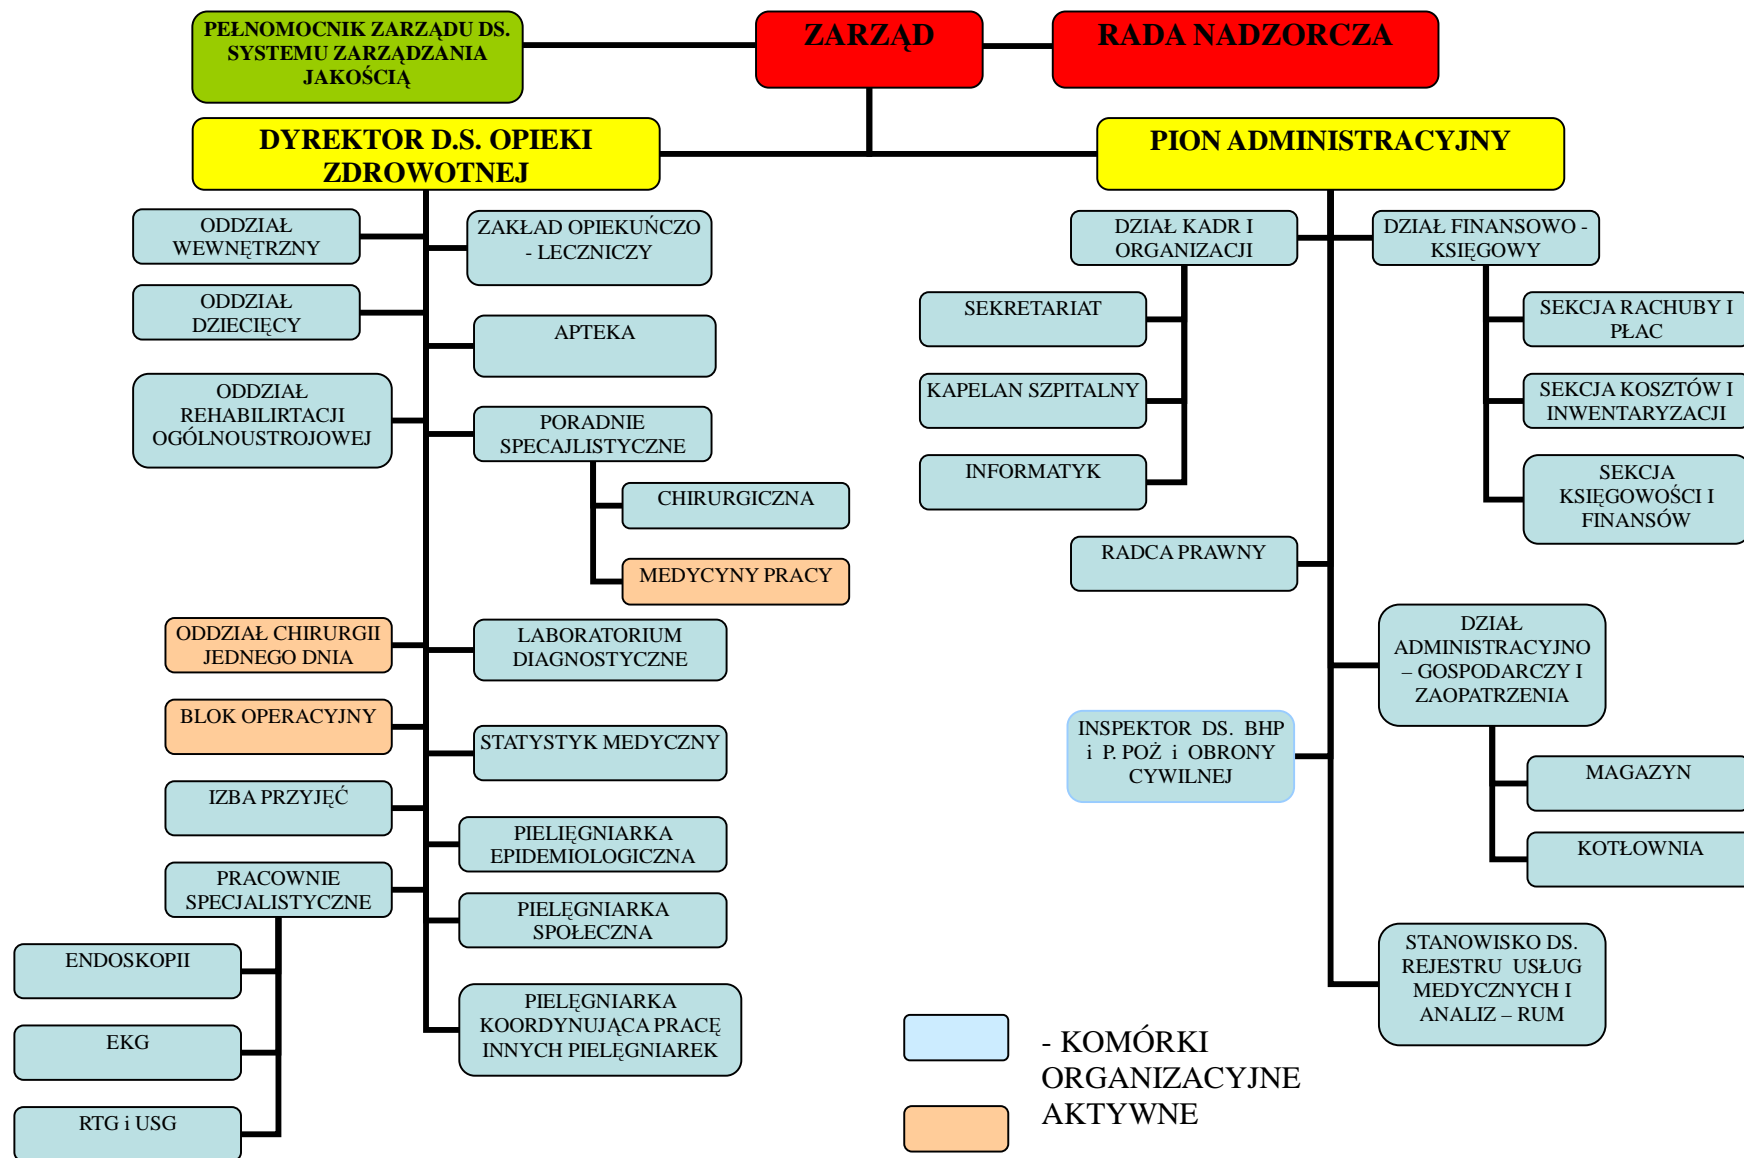 PEŁNOMOCNIK ZARZĄDU DS.
SYSTEMU ZARZĄDZANIA
JAKOŚCIĄ
ZARZĄD
RADA NADZORCZA
DYREKTOR D.S. OPIEKI
ZDROWOTNEJ
PION ADMINISTRACYJNY
ODDZIAŁ
WEWNĘTRZNY
ODDZIAŁ
DZIECIĘCY
ODDZIAŁ
REHABILIRTACJI
OGÓLNOUSTROJOWEJ
ZAKŁAD OPIEKUŃCZO
- LECZNICZY
APTEKA
PORADNIE
SPECAJLISTYCZNE
CHIRURGICZNA
MEDYCYNY PRACY
ODDZIAŁ CHIRURGII
JEDNEGO DNIA
BLOK OPERACYJNY
IZBA PRZYJĘĆ
PRACOWNIE
SPECJALISTYCZNE
ENDOSKOPII
EKG
RTG i USG
LABORATORIUM
DIAGNOSTYCZNE
STATYSTYK MEDYCZNY
PIELIĘGNIARKA
EPIDEMIOLOGICZNA
PIELĘGNIARKA
SPOŁECZNA
PIELĘGNIARKA
KOORDYNUJĄCA PRACĘ
INNYCH PIELĘGNIAREK
DZIAŁ KADR I
ORGANIZACJI
SEKRETARIAT
KAPELAN SZPITALNY
INFORMATYK
DZIAŁ FINANSOWO -
KSIĘGOWY
SEKCJA RACHUBY I
PŁAC
SEKCJA KOSZTÓW I
INWENTARYZACJI
SEKCJA
KSIĘGOWOŚCI I
FINANSÓW
RADCA PRAWNY
DZIAŁ
ADMINISTRACYJNO
– GOSPODARCZY I
ZAOPATRZENIA
INSPEKTOR DS. BHP
i P. POŻ i OBRONY
CYWILNEJ
MAGAZYN
KOTŁOWNIA
STANOWISKO DS.
REJESTRU USŁUG
MEDYCZNYCH I
ANALIZ – RUM
- KOMÓRKI
ORGANIZACYJNE
AKTYWNE